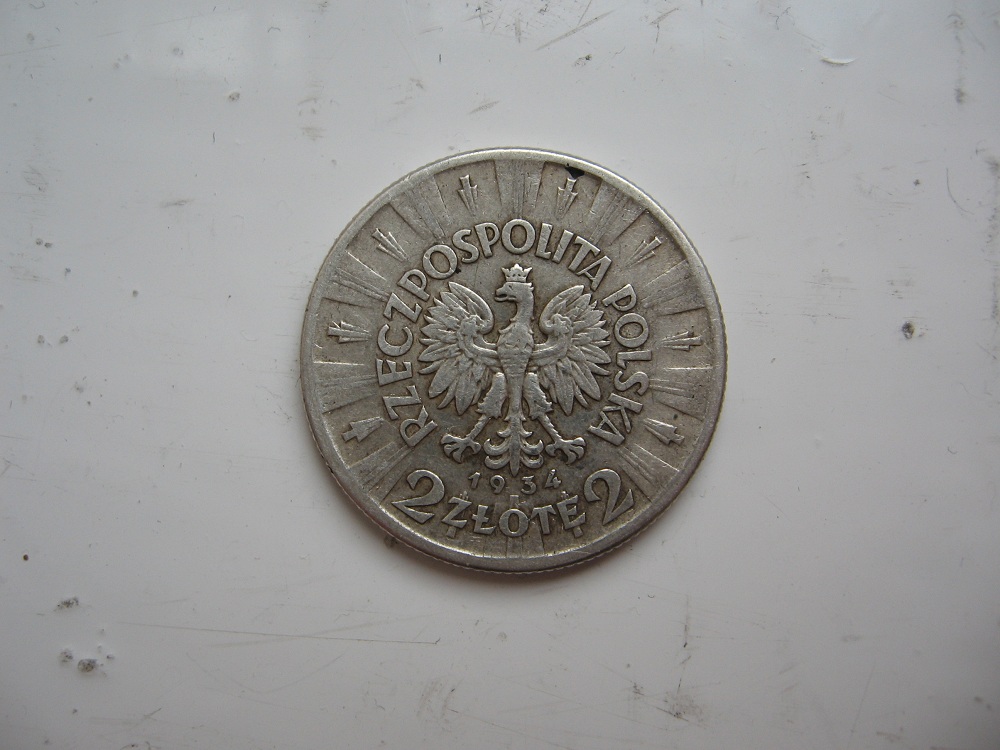 RZECZPOSPOLITA POLSKA
1934
2 ZŁOTE 2